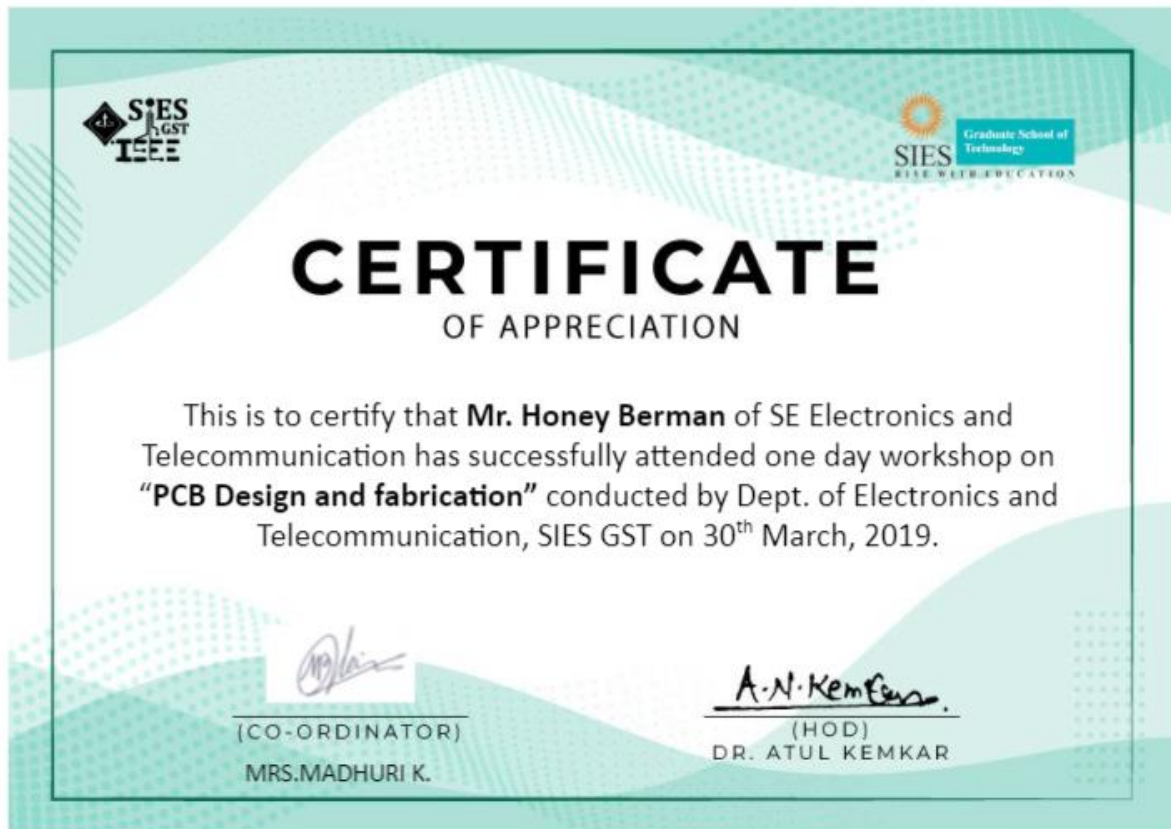 SiES
GST
IEEE
SIES
Graduate School of
Technology
RISE WITH EDUCATION
CERTIFICATE
OF APPRECIATION
This is to certify that Mr. Honey Berman of SE Electronics and
Telecommunication has successfully attended one day workshop on
“PCB Design and fabrication” conducted by Dept. of Electronics and
Telecommunication, SIES GST on 30th March, 2019.
A.N.Kemkar
(CO-ORDINATOR)
MRS.MADHURI K.
(HOD)
DR. ATUL KEMKAR